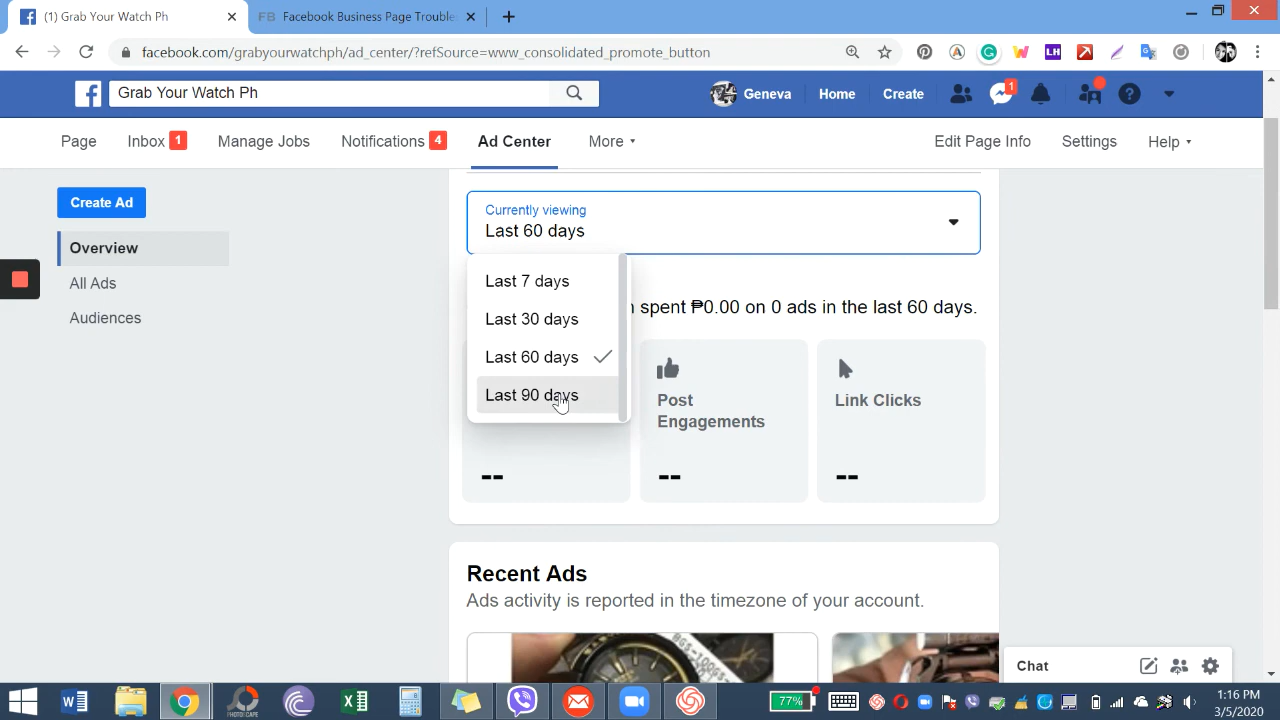 (1) Grab Your Watch Ph
FB Facebook Business Page Trouble
facebook.com/grabyourwatchph/ad_center/?refSource=www_consolidated_promote_button
LH
Grab Your Watch Ph
Geneva Home Create 1
Page Inbox 1 Manage Jobs Notifications 4 Ad Center More Edit Page Info Settings Help
Create Ad
Overview
All Ads
Audiences
Currently viewing
Last 60 days
Last 7 days
Last 30 days
Last 60 days
Last 90 days
n spent ₱0.00 on 0 ads in the last 60 days.
Post
Engagements
Link Clicks
-- -- --
Recent Ads
Ads activity is reported in the timezone of your account.
Chat
PHOTOSCAPE
77%
1:16 PM
3/5/2020